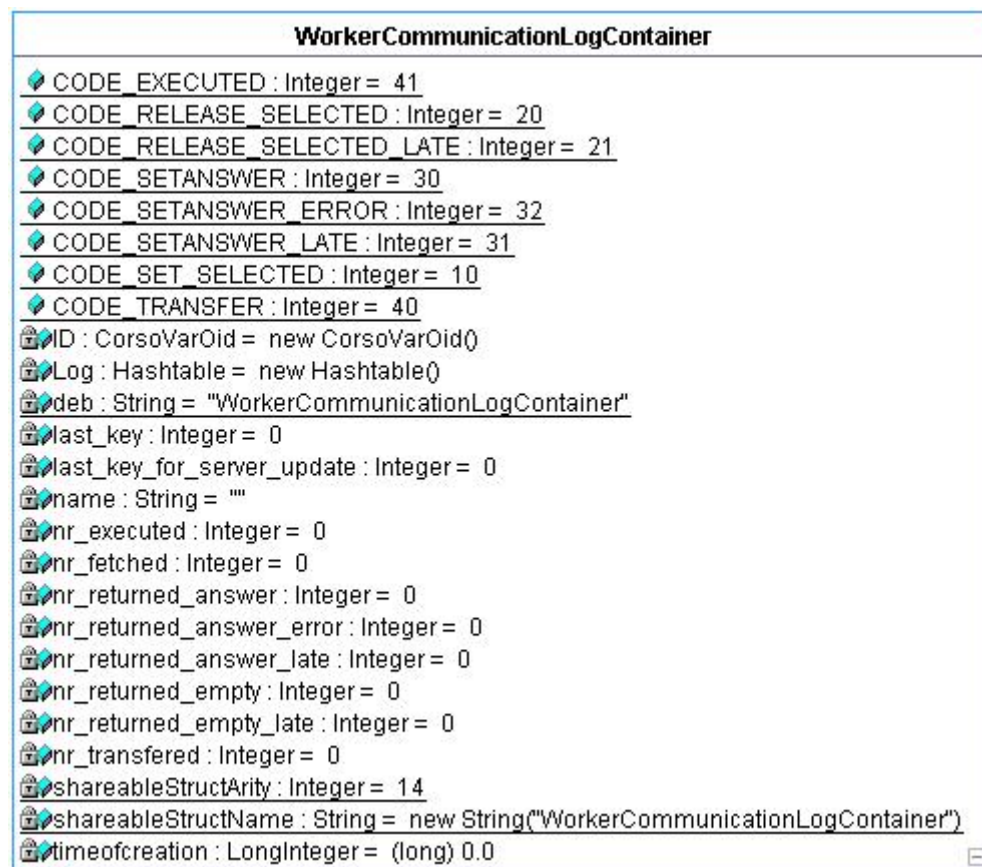 WorkerCommunicationLogContainer
CODE_EXECUTED : Integer = 41
CODE_RELEASE_SELECTED : Integer = 20
CODE_RELEASE_SELECTED_LATE : Integer = 21
CODE_SETANSWER : Integer = 30
CODE_SETANSWER_ERROR : Integer = 32
CODE_SETANSWER_LATE : Integer = 31
CODE_SET_SELECTED : Integer = 10
CODE_TRANSFER : Integer = 40
ID : CorsoVarOid = new CorsoVarOid()
Log : Hashtable = new Hashtable()
deb : String = "WorkerCommunicationLogContainer"
last_key : Integer = 0
last_key_for_server_update : Integer = 0
name : String = ""
nr_executed : Integer = 0
nr_fetched : Integer = 0
nr_returned_answer : Integer = 0
nr_returned_answer_error : Integer = 0
nr_returned_answer_late : Integer = 0
nr_returned_empty : Integer = 0
nr_returned_empty_late : Integer = 0
nr_transfered : Integer = 0
shareableStructArity : Integer = 14
shareableStructName : String = new String("WorkerCommunicationLogContainer")
timeofcreation : LongInteger = (long) 0.0